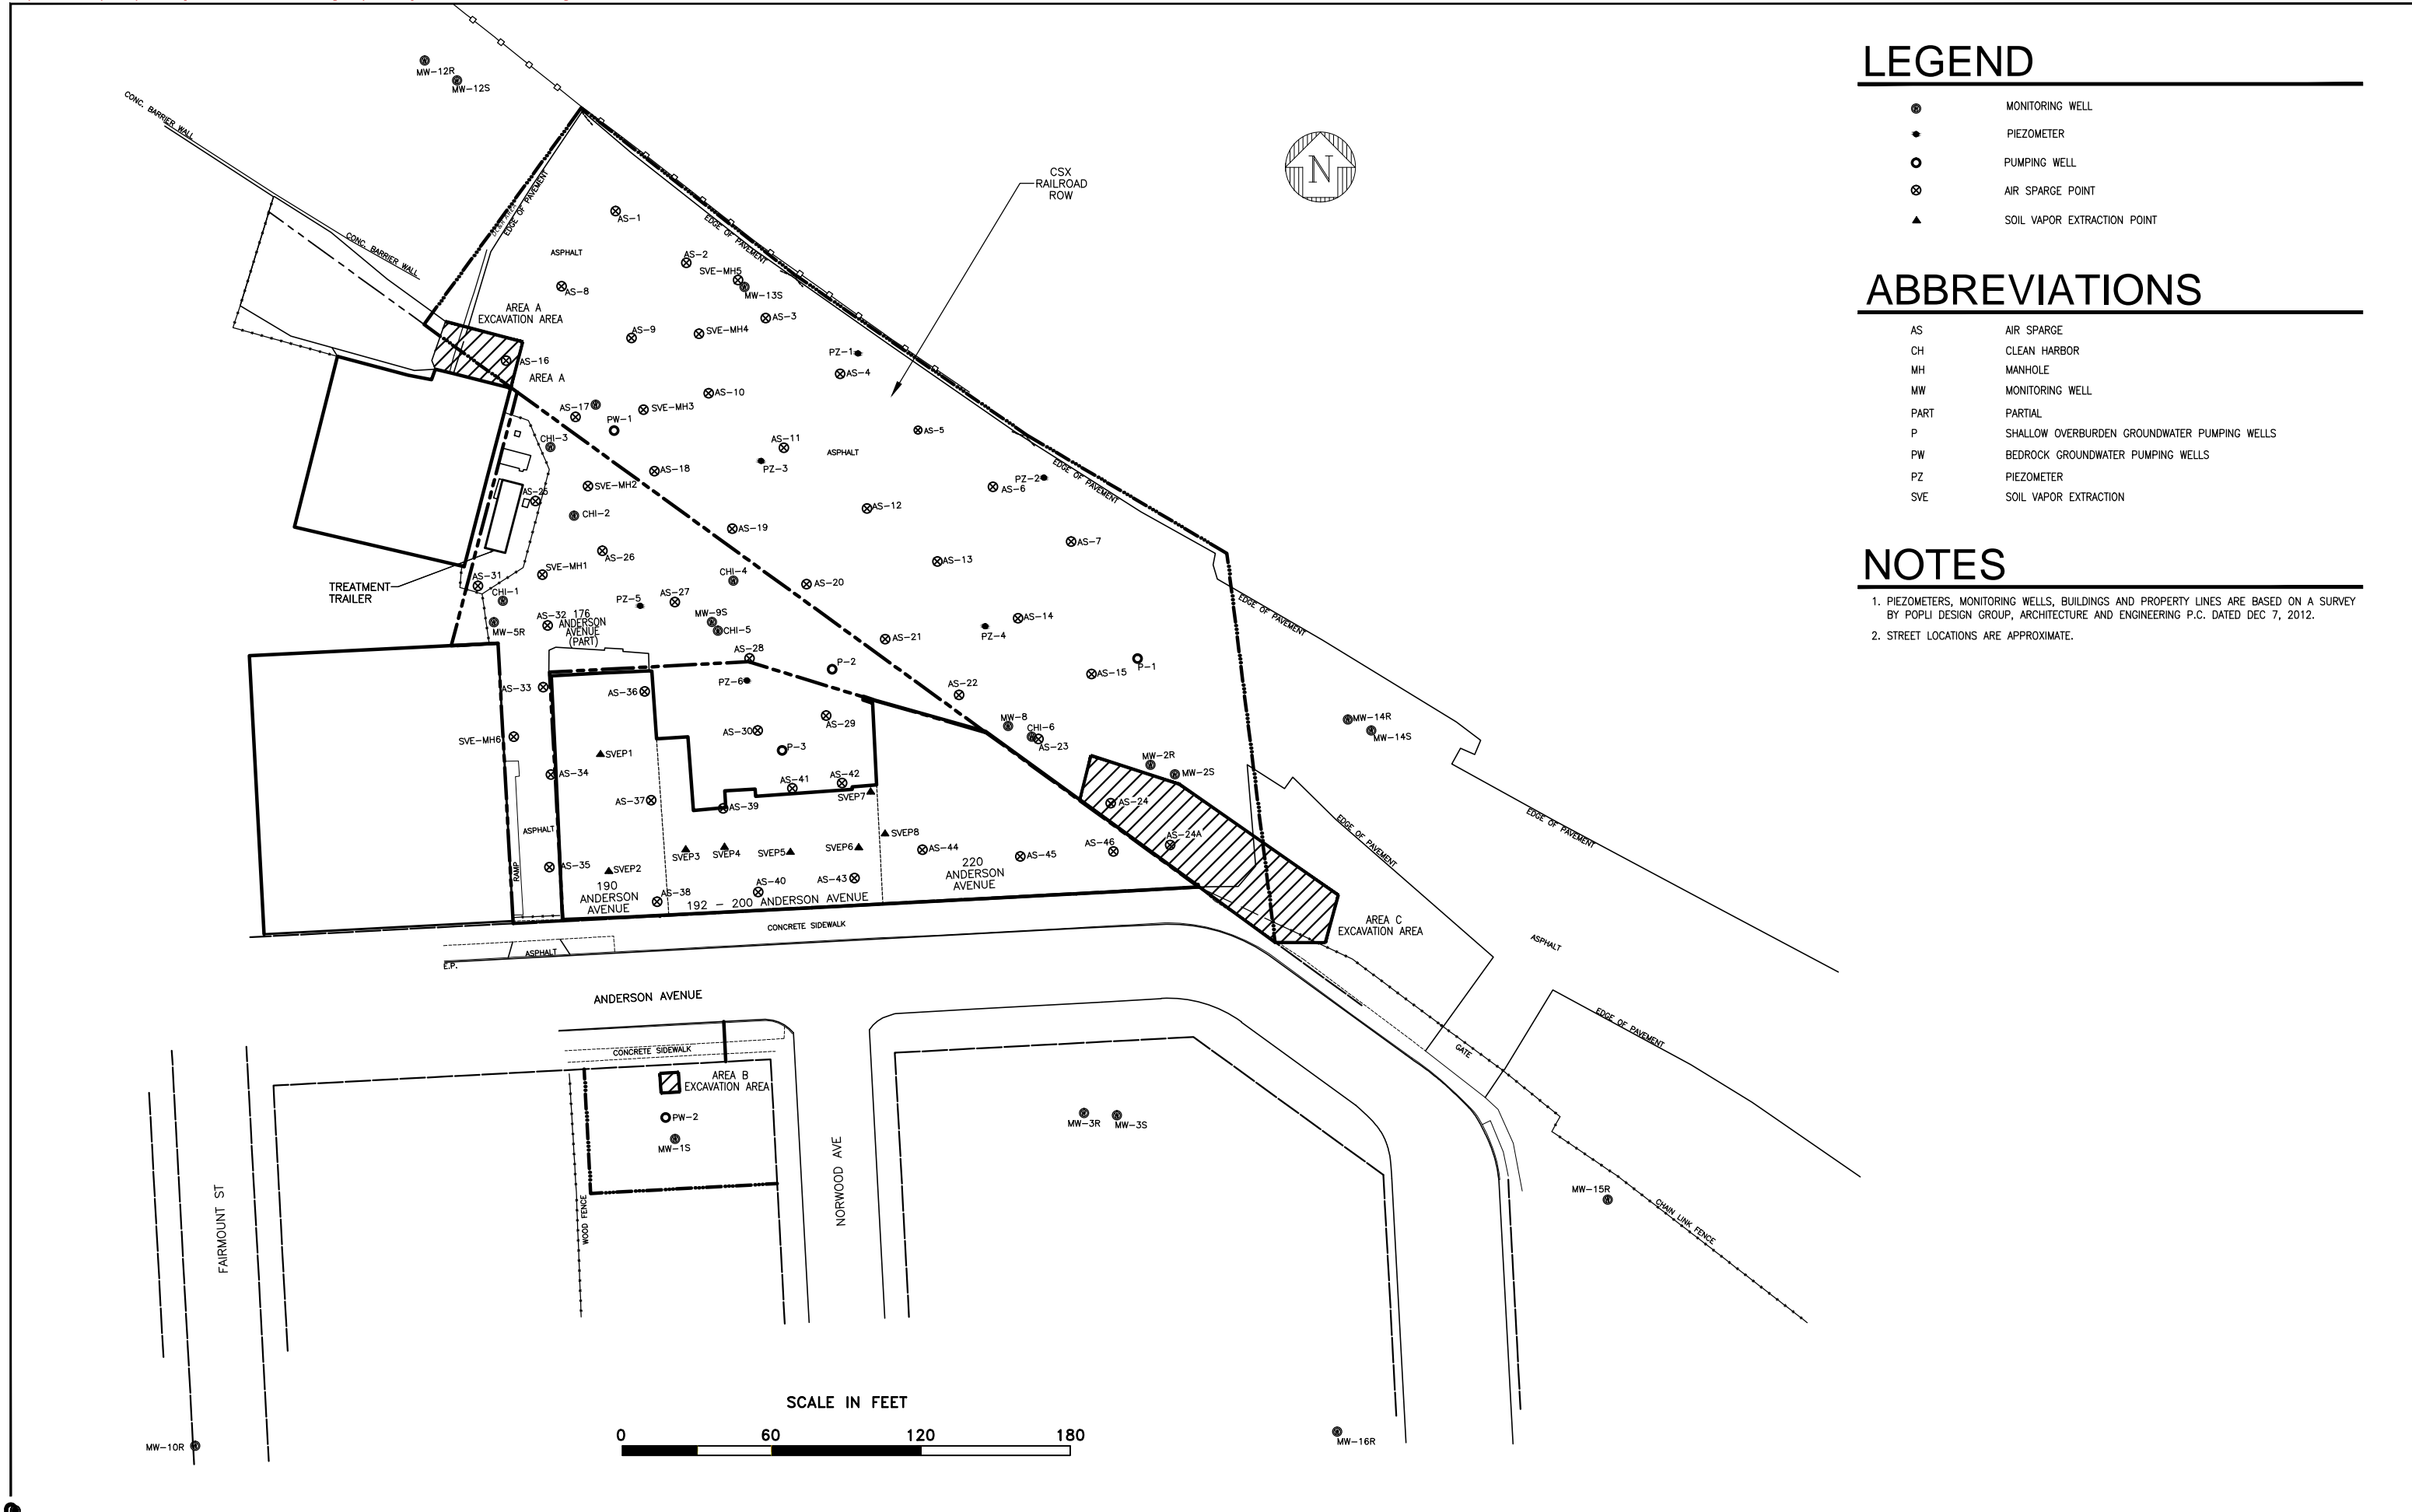 MW-12R
MW-12S
CONC. BARRIER WALL
CONC. BARRIER WALL
EDGE OF PAVEMENT
EDGE OF PAVEMENT
CSX
RAILROAD
ROW
N
AS-1
ASPHALT
AS-2
SVE-MH5
MW-13S
AS-8
AREA A
EXCAVATION AREA
AS-3
AS-9
SVE-MH4
PZ-1
AS-4
AS-16
AREA A
AS-10
AS-17
SVE-MH3
PW-1
AS-5
CHI-3
AS-11
ASPHALT
PZ-3
AS-18
EDGE OF PAVEMENT
PZ-2
AS-6
SVE-MH2
AS-25
CHI-2
AS-12
AS-19
AS-7
AS-26
AS-13
SVE-MH1
CHI-4
AS-31
AS-20
TREATMENT
TRAILER
CHI-1
AS-27
PZ-5
EDGE OF PAVEMENT
AS-32
176
ANDERSON
AVENUE
(PART)
MW-9S
CHI-5
MW-5R
AS-14
PZ-4
AS-21
AS-28
P-2
P-1
AS-15
AS-33
AS-36
PZ-6
AS-22
AS-29
AS-30
MW-8
CHI-6
AS-23
MW-14R
MW-14S
SVE-MH6
SVEP1
P-3
MW-2R
MW-2S
AS-34
AS-41
AS-42
SVEP7
AS-37
AS-39
AS-24
EDGE OF PAVEMENT
EDGE OF PAVEMENT
ASPHALT
SVEP8
AS-24A
AS-46
SVEP3
SVEP4
SVEP5
SVEP6
AS-44
AS-45
RAMP
AS-35
SVEP2
220
ANDERSON
AVENUE
190
ANDERSON
AVENUE
AS-38
AS-40
AS-43
192 - 200 ANDERSON AVENUE
CONCRETE SIDEWALK
AREA C
EXCAVATION AREA
ASPHALT
ASPHALT
E.P.
ANDERSON AVENUE
EDGE OF PAVEMENT
CONCRETE SIDEWALK
GATE
AREA B
EXCAVATION AREA
PW-2
MW-1S
MW-3R
MW-3S
WOOD FENCE
NORWOOD AVE
FAIRMOUNT ST
MW-15R
CHAIN LINK FENCE
MW-10R
MW-16R
SCALE IN FEET
0 60 120 180
LEGEND
MONITORING WELL
PIEZOMETER
PUMPING WELL
AIR SPARGE POINT
SOIL VAPOR EXTRACTION POINT
ABBREVIATIONS
AS AIR SPARGE
CH CLEAN HARBOR
MH MANHOLE
MW MONITORING WELL
PART PARTIAL
P SHALLOW OVERBURDEN GROUNDWATER PUMPING WELLS
PW BEDROCK GROUNDWATER PUMPING WELLS
PZ PIEZOMETER
SVE SOIL VAPOR EXTRACTION
NOTES
1. PIEZOMETERS, MONITORING WELLS, BUILDINGS AND PROPERTY LINES ARE BASED ON A SURVEY
BY POPLI DESIGN GROUP, ARCHITECTURE AND ENGINEERING P.C. DATED DEC 7, 2012.
2. STREET LOCATIONS ARE APPROXIMATE.